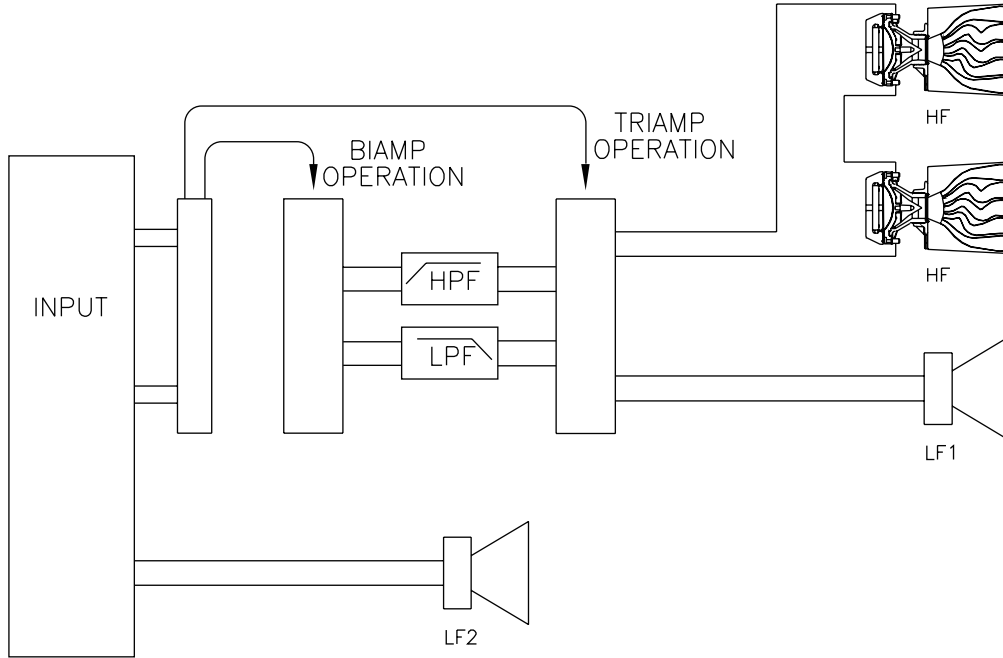 HF
BIAMP
OPERATION
TRIAMP
OPERATION
HF
INPUT
HPF
LPF
LF1
LF2